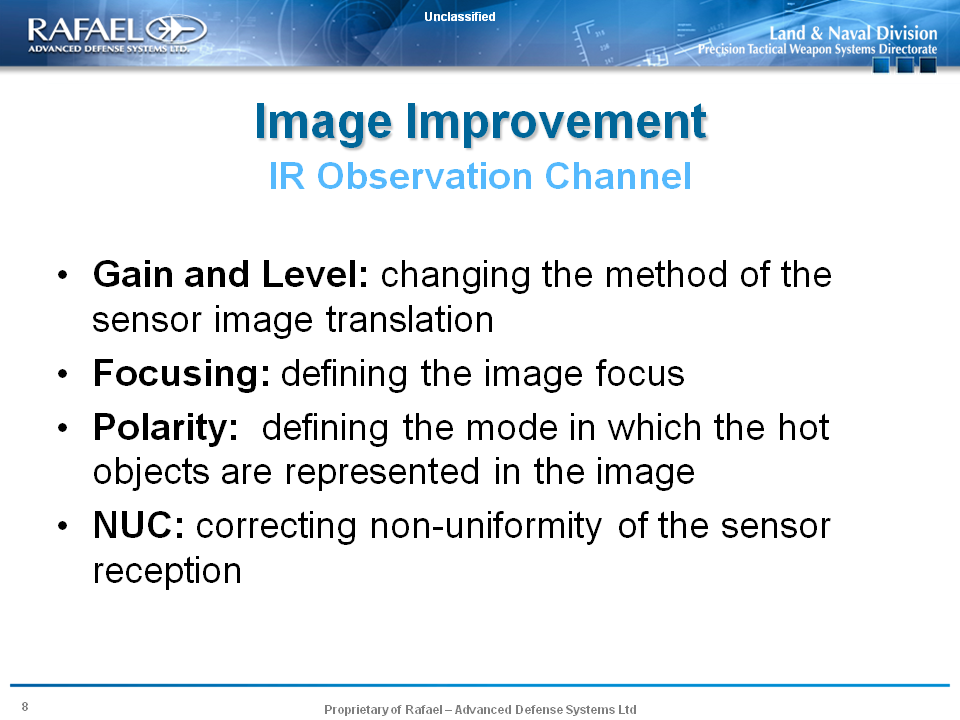 Unclassified
RAFAEL
ADVANCED DEFENSE SYSTEMS LTD.
Land & Naval Division
Precision Tactical Weapon Systems Directorate
Image Improvement
IR Observation Channel
• Gain and Level: changing the method of the
sensor image translation
• Focusing: defining the image focus
• Polarity:  defining the mode in which the hot
objects are represented in the image
• NUC: correcting non-uniformity of the sensor
reception
8
Proprietary of Rafael – Advanced Defense Systems Ltd